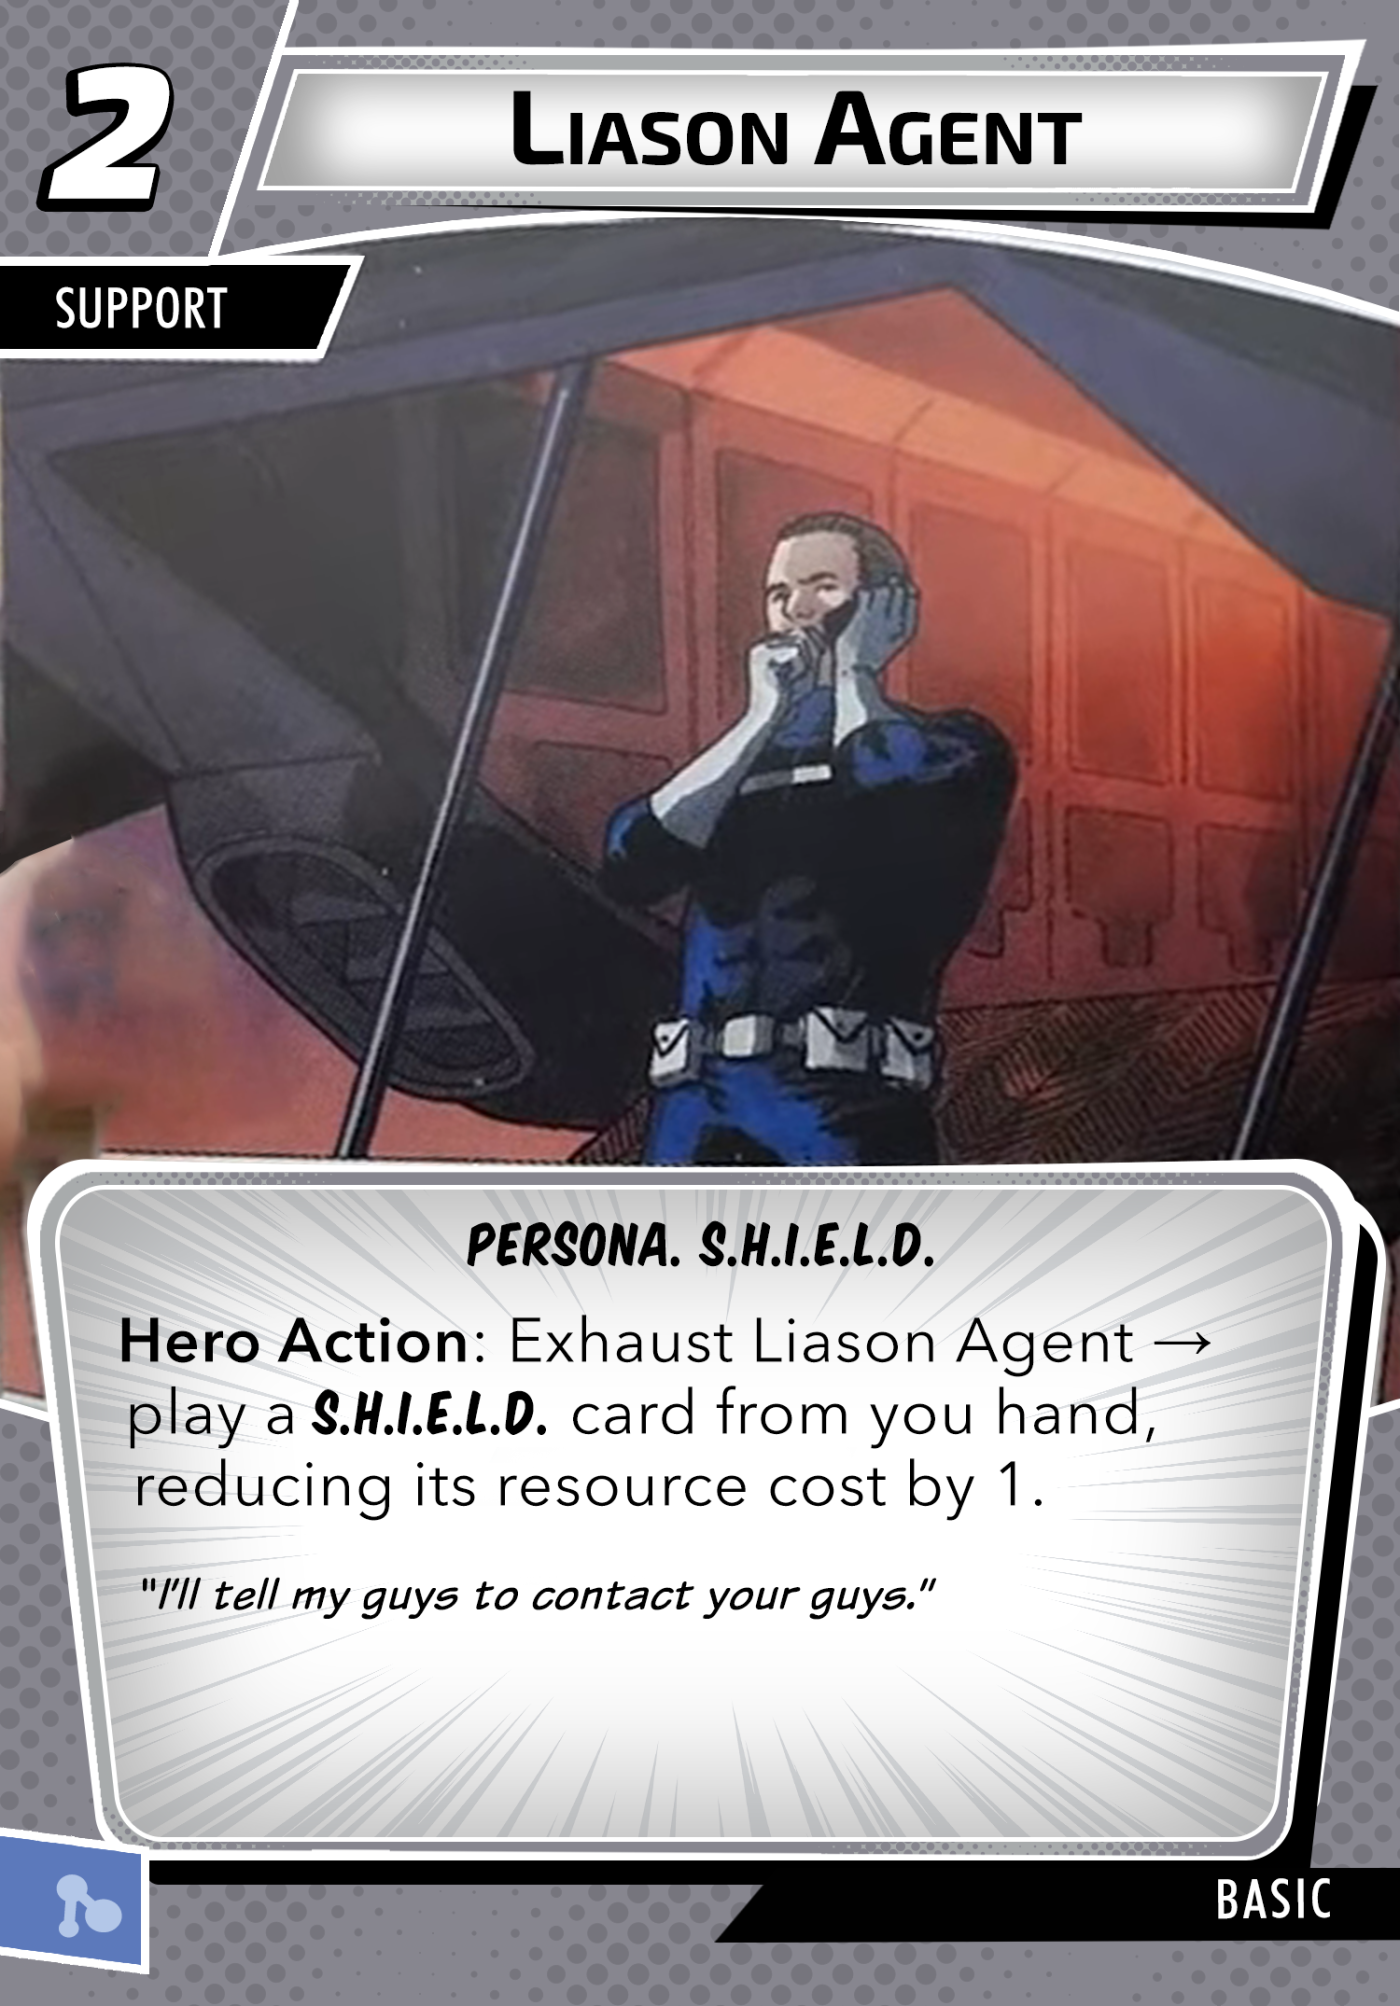 2
LIASON AGENT
SUPPORT
PERSONA. S.H.I.E.L.D.
Hero Action: Exhaust Liason Agent →
play a S.H.I.E.L.D. card from you hand,
reducing its resource cost by 1.
"I'll tell my guys to contact your guys."
BASIC